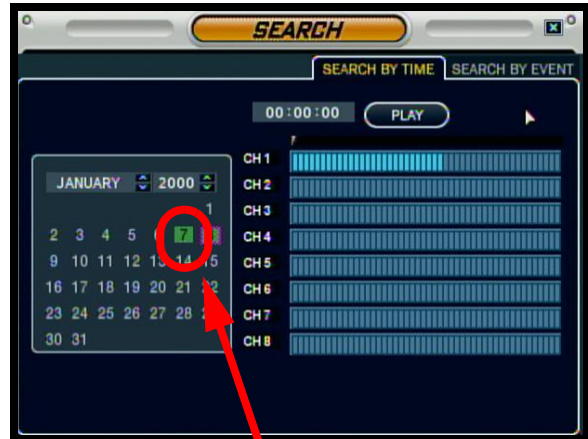 SEARCH
SEARCH BY TIME SEARCH BY EVENT
00:00:00 PLAY
JANUARY 2000
1
2 3 4 5 7
9 10 11 12 13 14 15
16 17 18 19 20 21 22
23 24 25 26 27 28
30 31
CH 1
CH 2
CH 3
CH 4
CH 5
CH 6
CH 7
CH 8